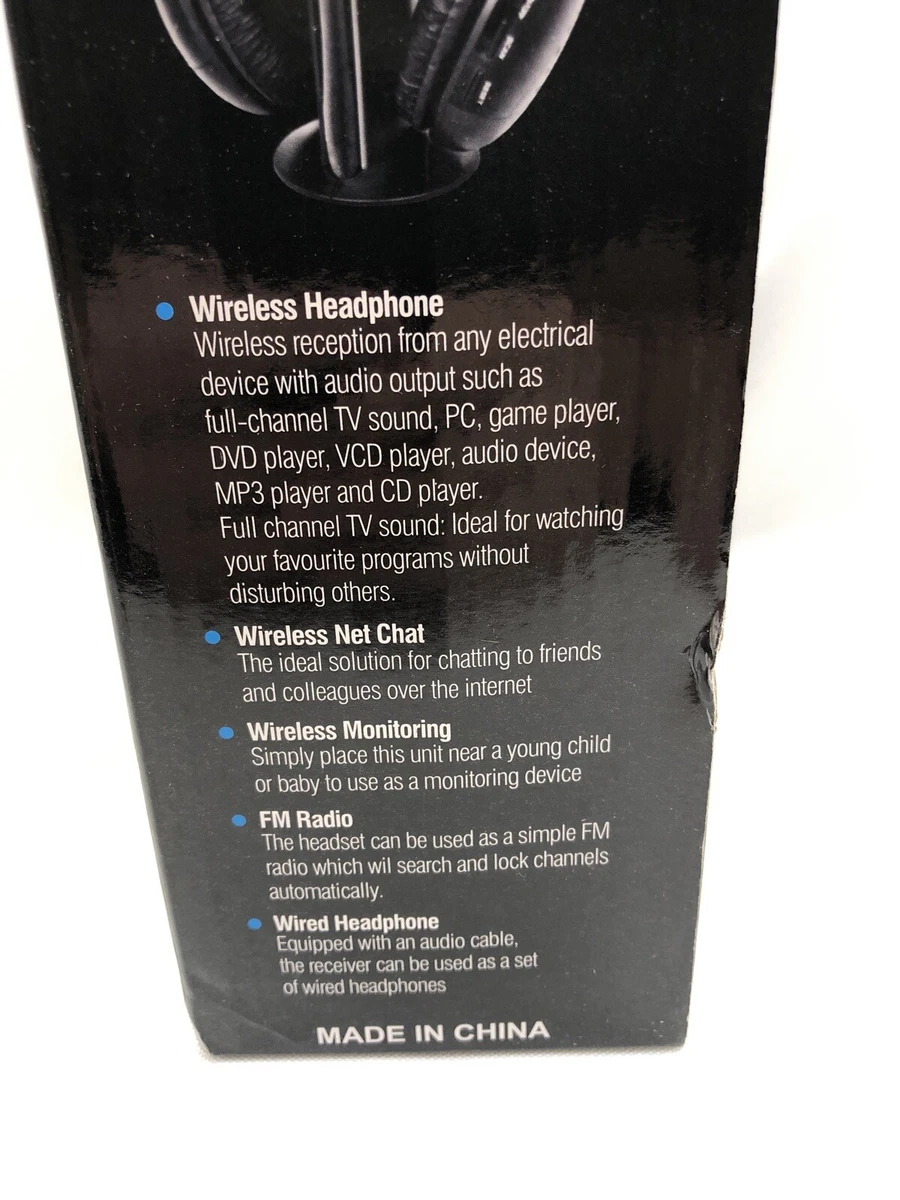 Wireless Headphone
Wireless reception from any electrical
device with audio output such as
full-channel TV sound, PC, game player,
DVD player, VCD player, audio device,
MP3 player and CD player.
Full channel TV sound: Ideal for watching
your favourite programs without
disturbing others.
Wireless Net Chat
The ideal solution for chatting to friends
and colleagues over the internet
Wireless Monitoring
Simply place this unit near a young child
or baby to use as a monitoring device
FM Radio
The headset can be used as a simple FM
radio which wil search and lock channels
automatically.
Wired Headphone
Equipped with an audio cable,
the receiver can be used as a set
of wired headphones
MADE IN CHINA